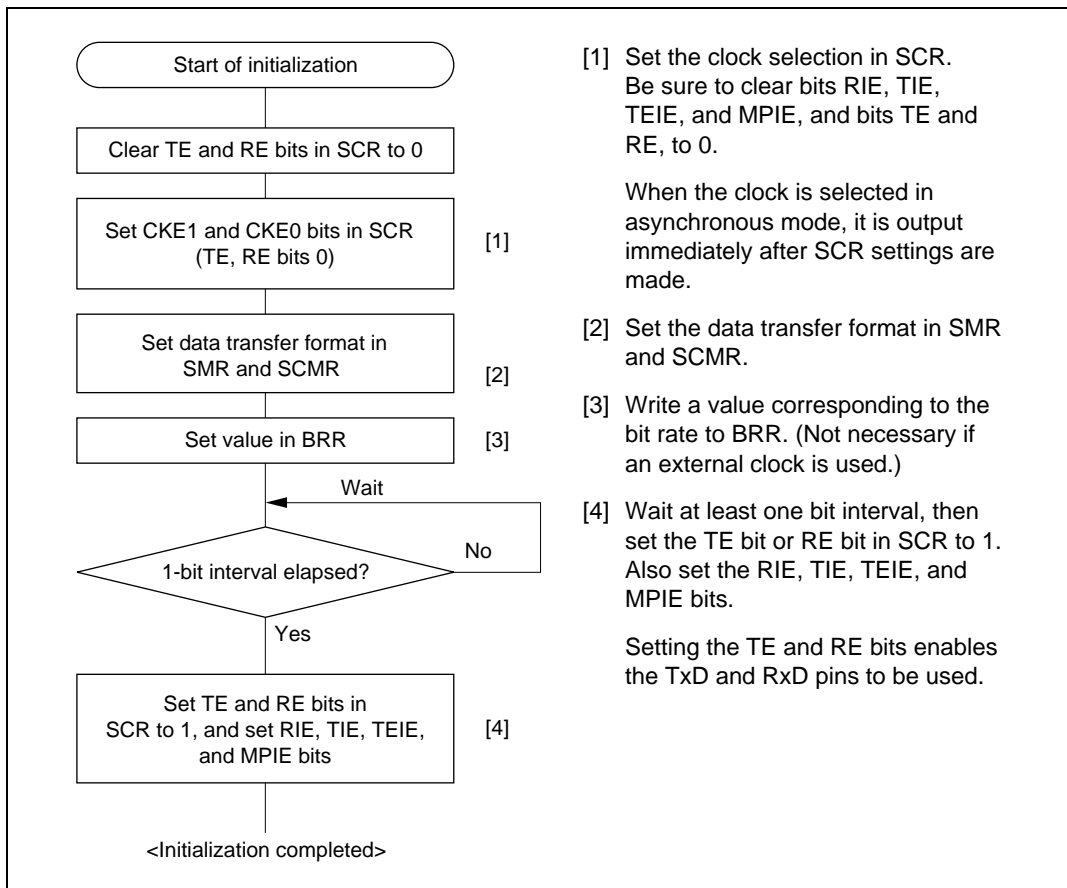 Start of initialization
Clear TE and RE bits in SCR to 0
Set CKE1 and CKE0 bits in SCR
(TE, RE bits 0)
[1]
Set data transfer format in
SMR and SCMR
[2]
Set value in BRR
[3]
Wait
No
1-bit interval elapsed?
Yes
Set TE and RE bits in
SCR to 1, and set RIE, TIE, TEIE,
and MPIE bits
[4]
<Initialization completed>
[1] Set the clock selection in SCR.
Be sure to clear bits RIE, TIE,
TEIE, and MPIE, and bits TE and
RE, to 0.
When the clock is selected in
asynchronous mode, it is output
immediately after SCR settings are
made.
[2] Set the data transfer format in SMR
and SCMR.
[3] Write a value corresponding to the
bit rate to BRR. (Not necessary if
an external clock is used.)
[4] Wait at least one bit interval, then
set the TE bit or RE bit in SCR to 1.
Also set the RIE, TIE, TEIE, and
MPIE bits.
Setting the TE and RE bits enables
the TxD and RxD pins to be used.